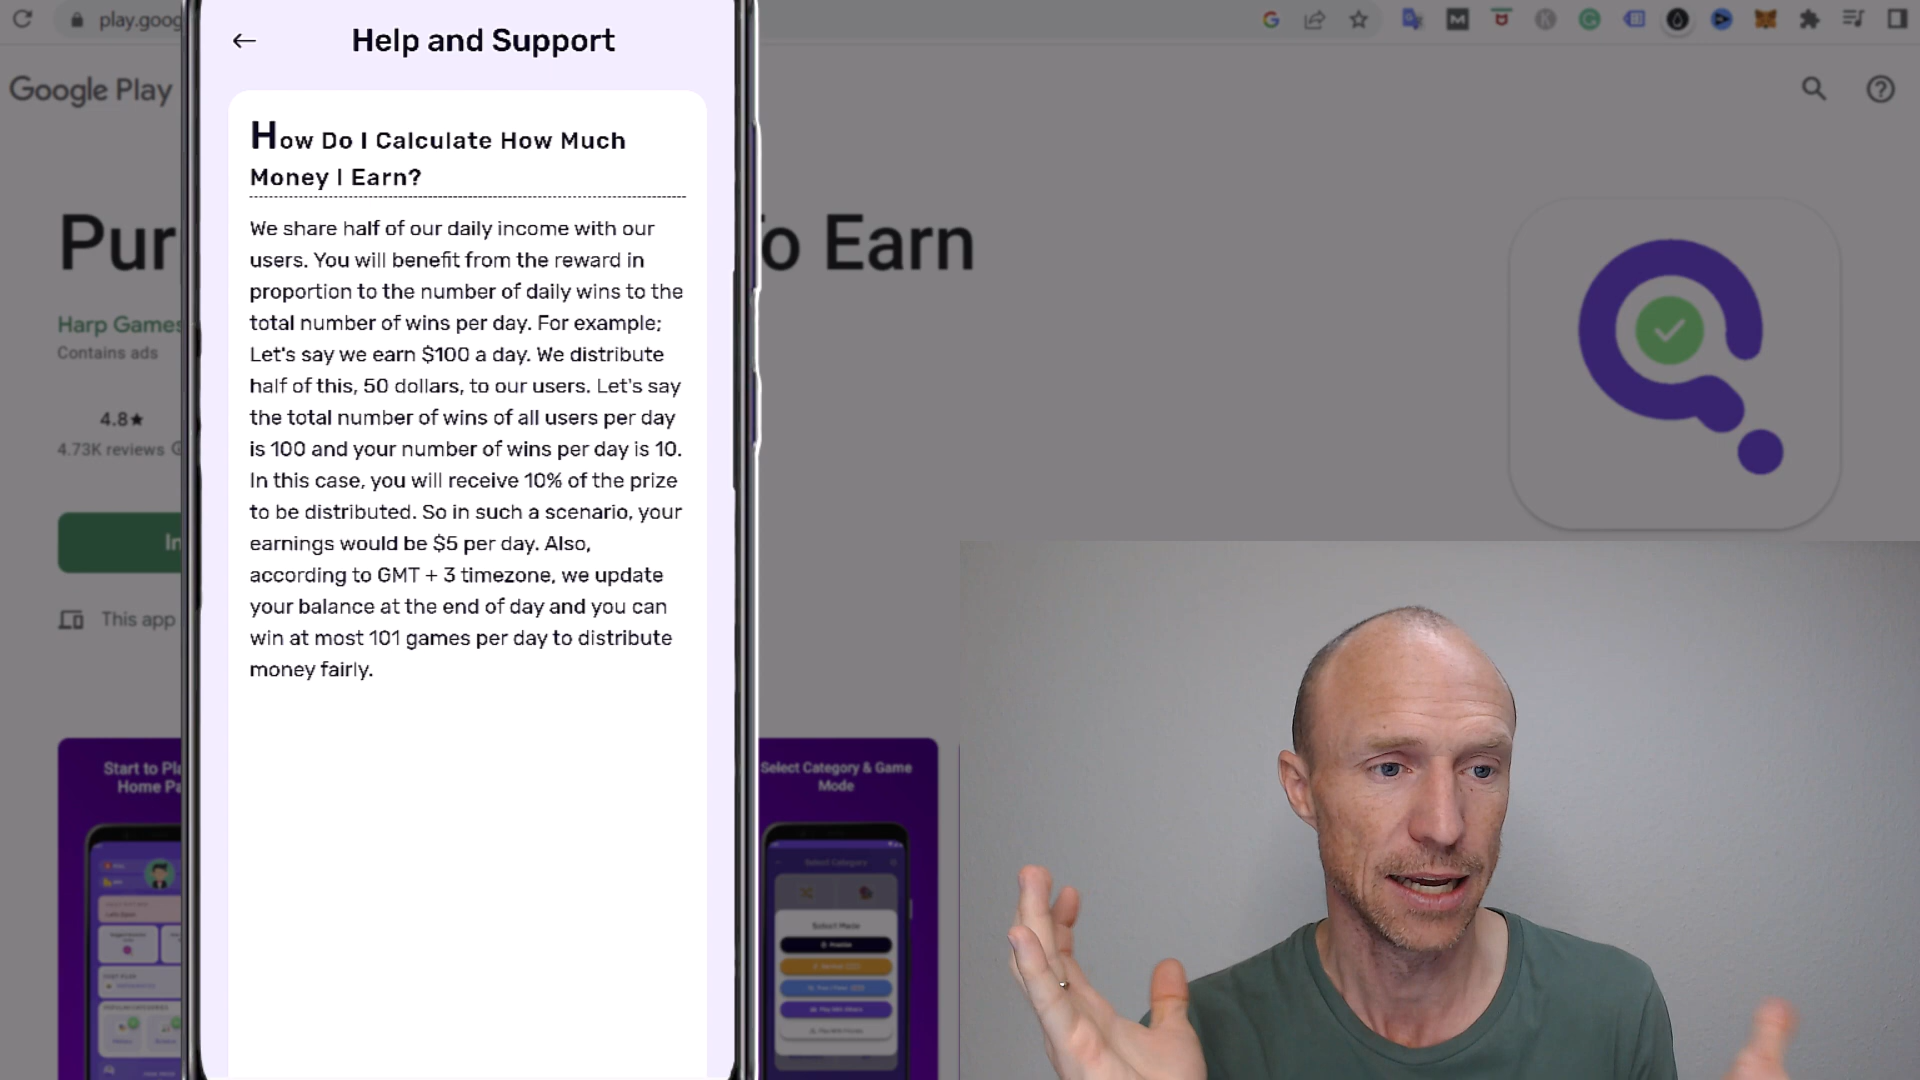 play.goog
Help and Support
Google Play
How Do I Calculate How Much
Money I Earn?
We share half of our daily income with our
users. You will benefit from the reward in
proportion to the number of daily wins to the
total number of wins per day. For example;
Let's say we earn $100 a day. We distribute
half of this, 50 dollars, to our users. Let's say
the total number of wins of all users per day
is 100 and your number of wins per day is 10.
In this case, you will receive 10% of the prize
to be distributed. So in such a scenario, your
earnings would be $5 per day. Also,
according to GMT + 3 timezone, we update
your balance at the end of day and you can
win at most 101 games per day to distribute
money fairly.
Pur
o Earn
Harp Games
Contains ads
4.8★
4.73K reviews
In
This app
Start to Pla
Home Pa
Select Category & Game
Mode
Select Category
Select Mode